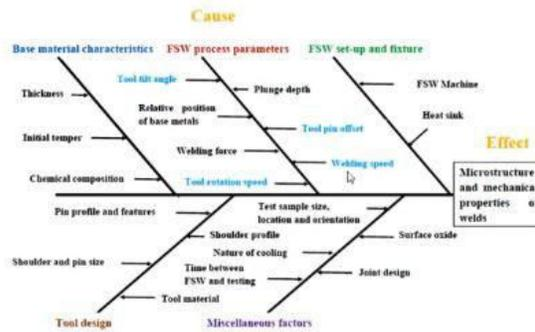 Cause
Base material characteristics
FSW process parameters
FSW set-up and fixture
Tool tilt angle
Thickness
Plunge depth
FSW Machine
Relative position
of base metals
Heat sink
Tool pin offset
Initial temper
Effect
Welding force
Welding speed
Chemical composition
Tool rotation speed
Microstructure
and mechanica
properties o
welds
Pin profile and features
Test sample size,
location and orientation
Shoulder profile
Surface oxide
Nature of cooling
Shoulder and pin size
Time between
FSW and testing
Joint design
Tool material
Tool design
Miscellaneous factors